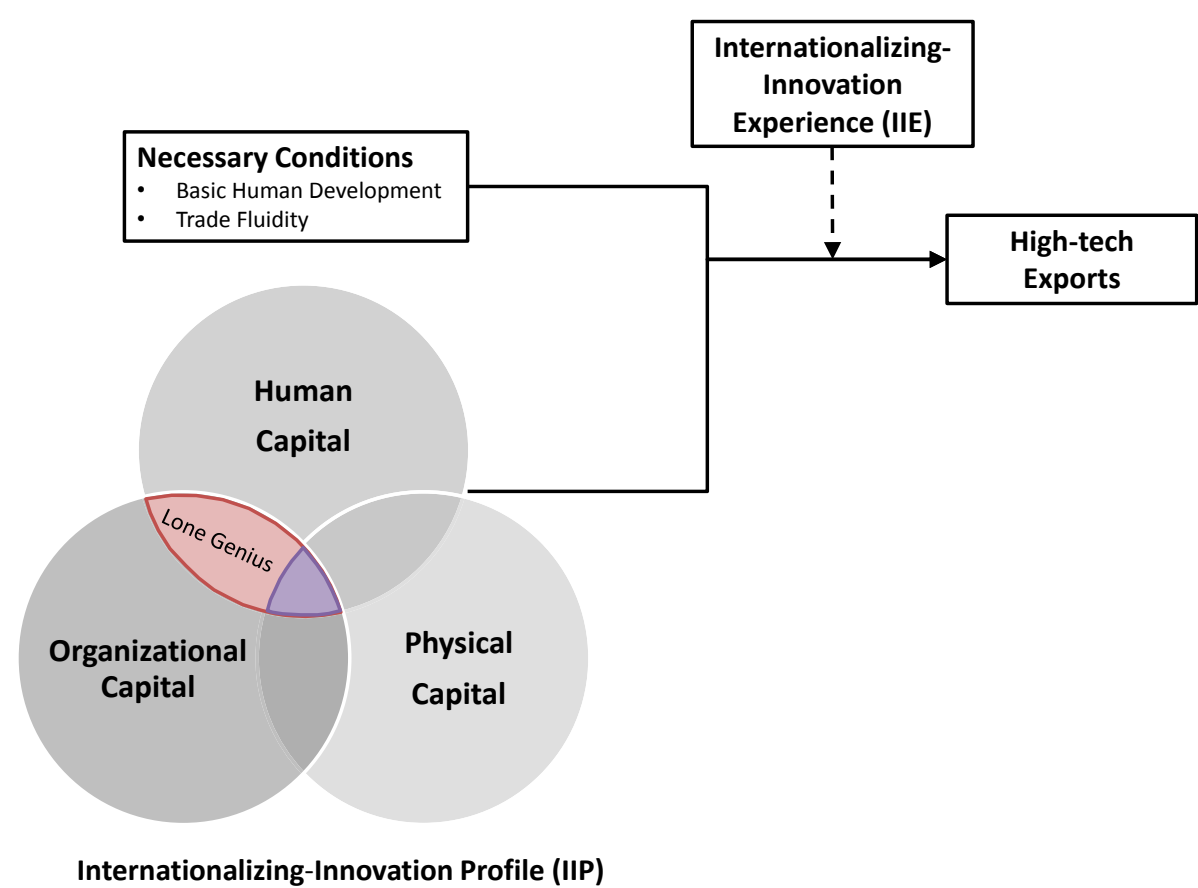 Internationalizing-
Innovation
Experience (IIE)
Necessary Conditions
• Basic Human Development
• Trade Fluidity
High-tech
Exports
Human
Capital
Lone Genius
Organizational
Capital
Physical
Capital
Internationalizing-Innovation Profile (IIP)